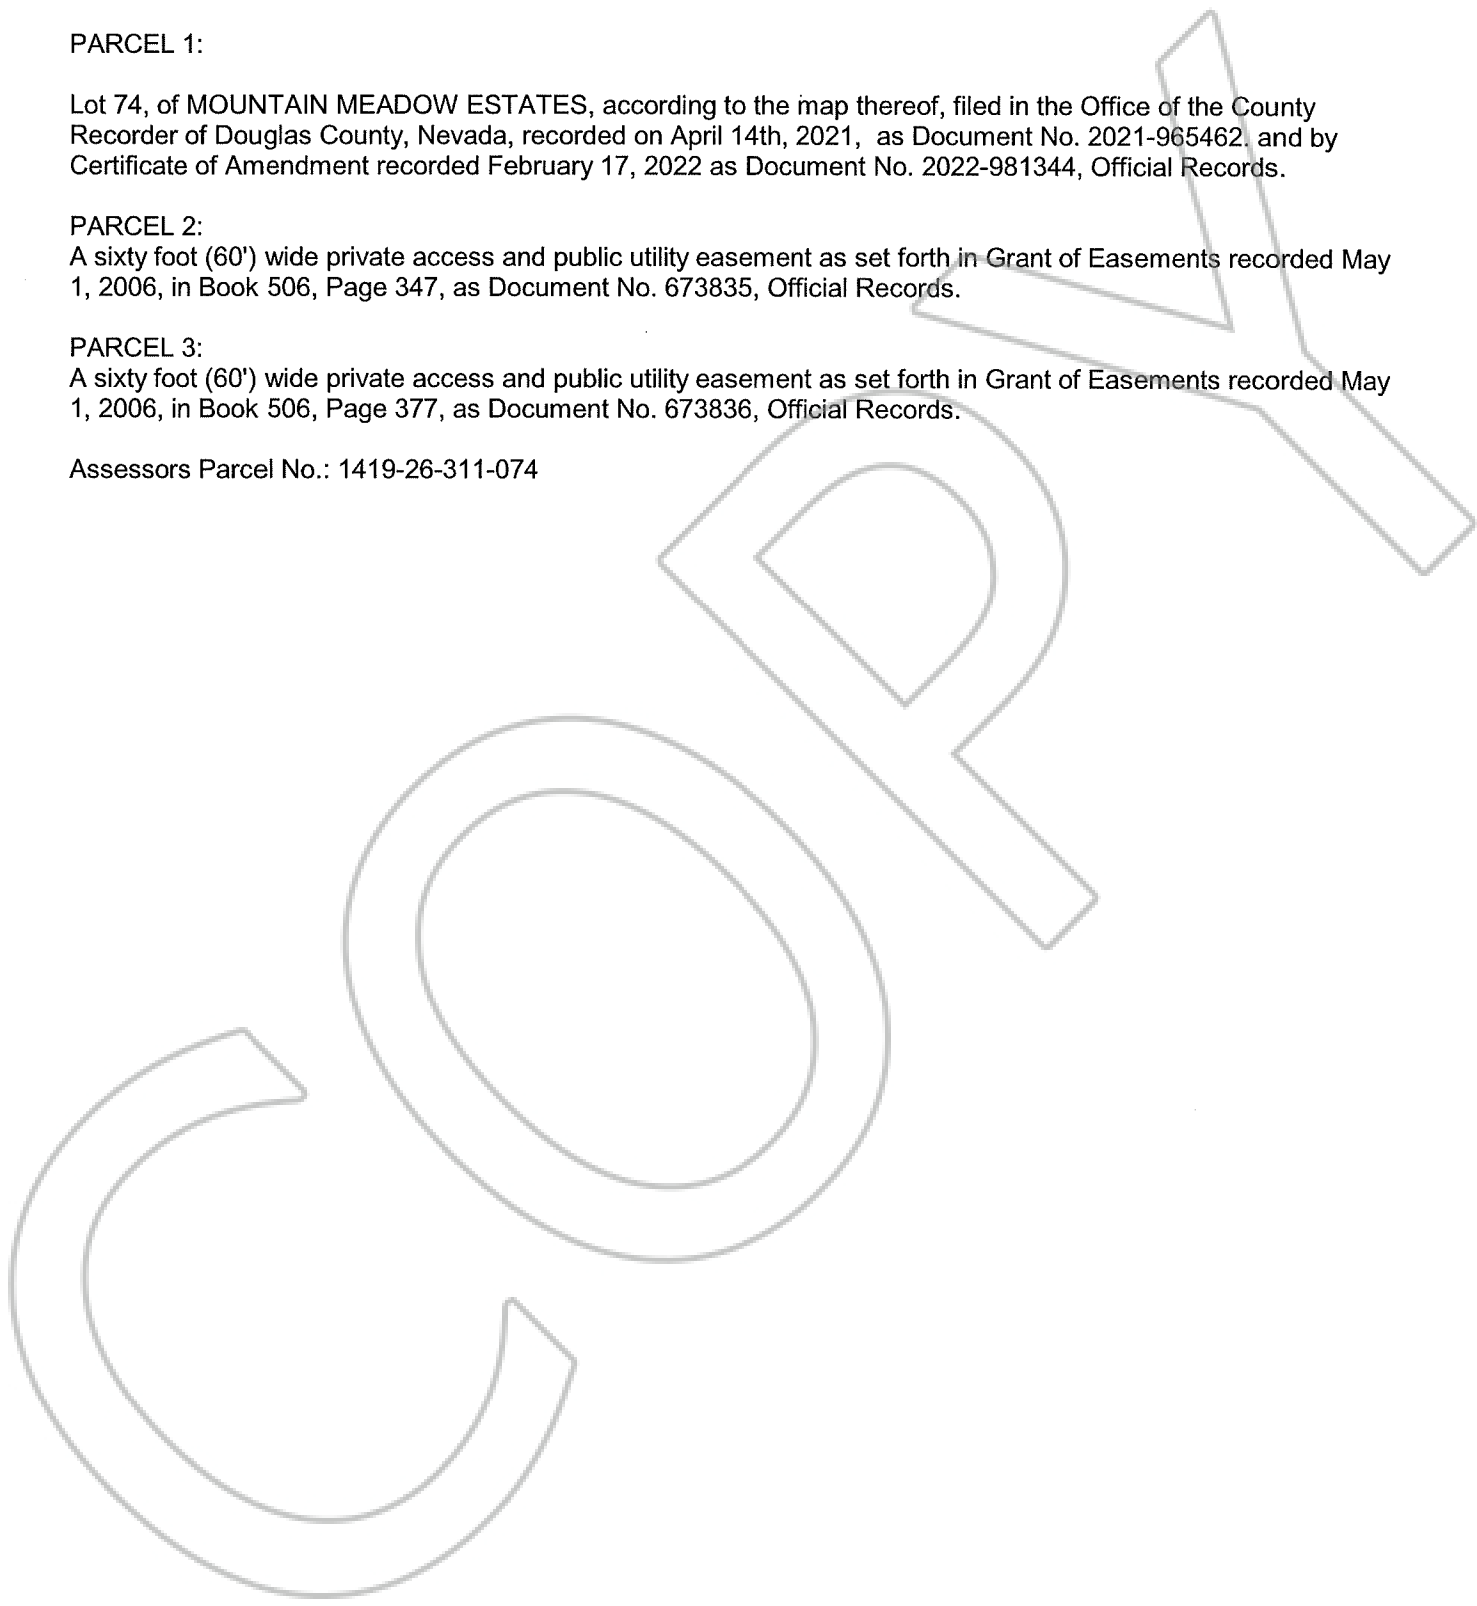 PARCEL 1:
Lot 74, of MOUNTAIN MEADOW ESTATES, according to the map thereof, filed in the Office of the County
Recorder of Douglas County, Nevada, recorded on April 14th, 2021,  as Document No. 2021-965462. and by
Certificate of Amendment recorded February 17, 2022 as Document No. 2022-981344, Official Records.
PARCEL 2:
A sixty foot (60') wide private access and public utility easement as set forth in Grant of Easements recorded May
1, 2006, in Book 506, Page 347, as Document No. 673835, Official Records.
PARCEL 3:
A sixty foot (60') wide private access and public utility easement as set forth in Grant of Easements recorded May
1, 2006, in Book 506, Page 377, as Document No. 673836, Official Records.
Assessors Parcel No.: 1419-26-311-074
COPY